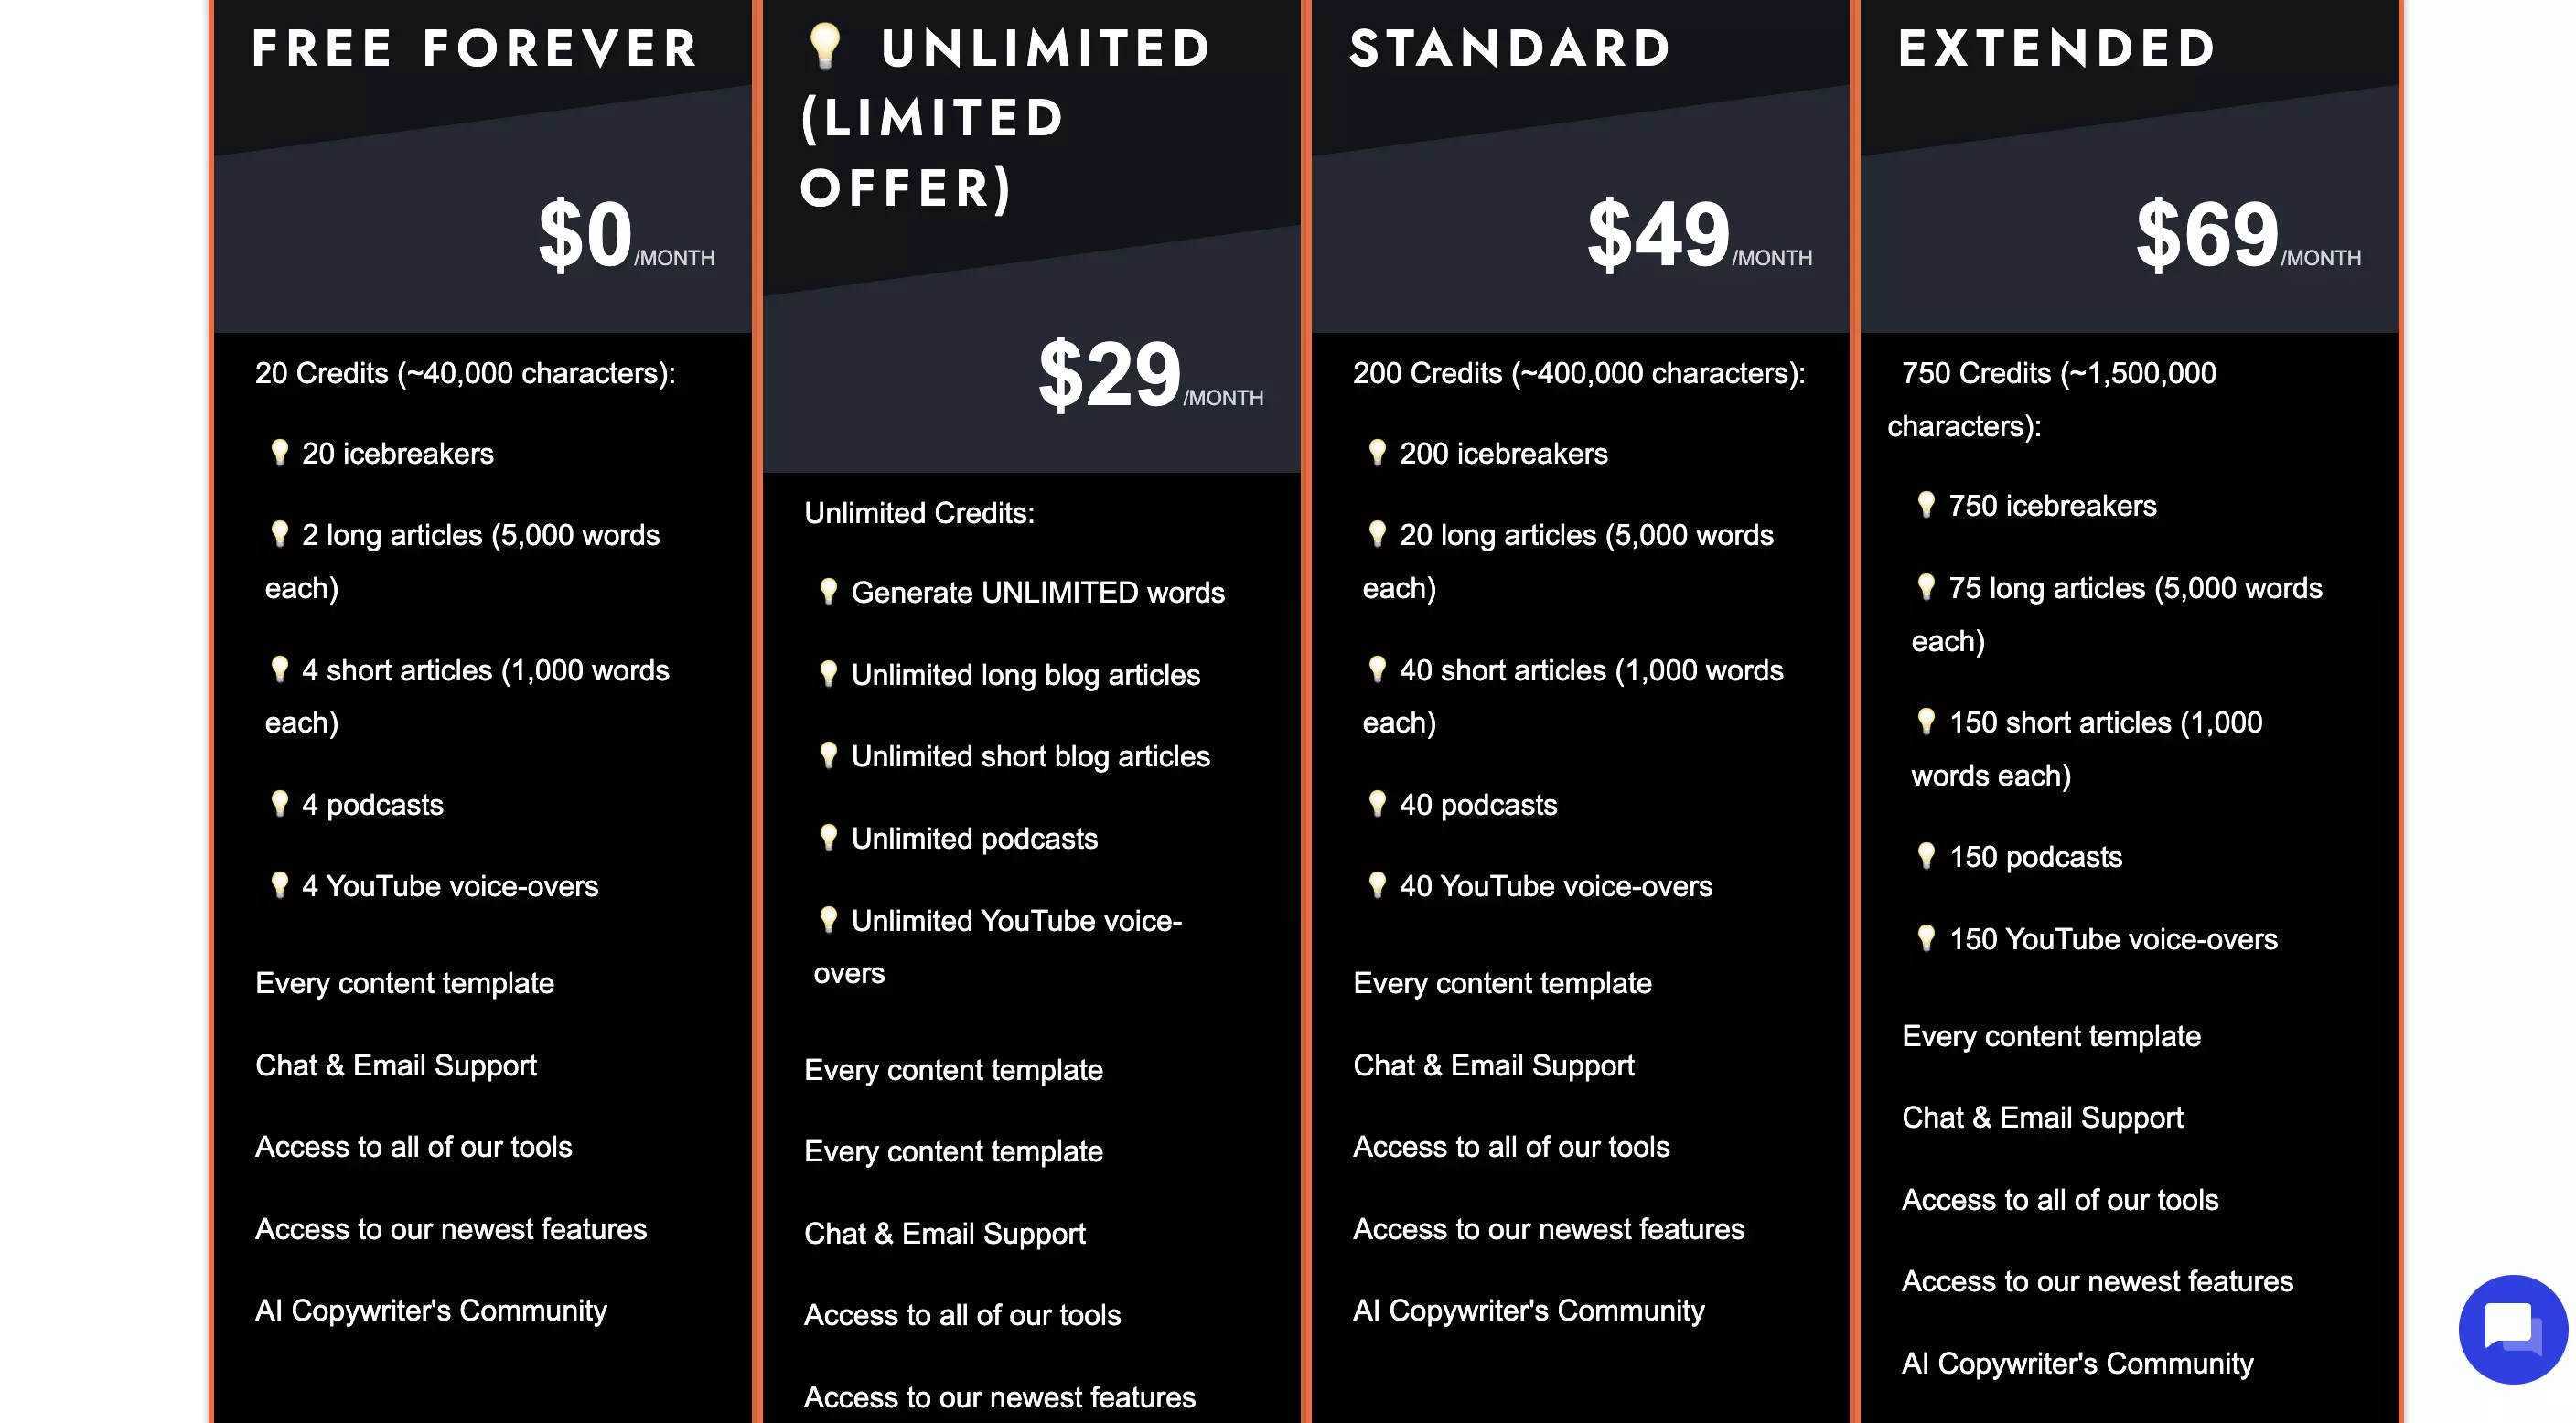 FREE FOREVER
$0/MONTH
20 Credits (~40,000 characters):
💡 20 icebreakers
💡 2 long articles (5,000 words
each)
💡 4 short articles (1,000 words
each)
💡 4 podcasts
💡 4 YouTube voice-overs
Every content template
Chat & Email Support
Access to all of our tools
Access to our newest features
AI Copywriter's Community
💡 UNLIMITED
(LIMITED
OFFER)
$29/MONTH
Unlimited Credits:
💡 Generate UNLIMITED words
💡 Unlimited long blog articles
💡 Unlimited short blog articles
💡 Unlimited podcasts
💡 Unlimited YouTube voice-
overs
Every content template
Every content template
Chat & Email Support
Access to all of our tools
Access to our newest features
STANDARD
$49/MONTH
200 Credits (~400,000 characters):
💡 200 icebreakers
💡 20 long articles (5,000 words
each)
💡 40 short articles (1,000 words
each)
💡 40 podcasts
💡 40 YouTube voice-overs
Every content template
Chat & Email Support
Access to all of our tools
Access to our newest features
AI Copywriter's Community
EXTENDED
$69/MONTH
750 Credits (~1,500,000
characters):
💡 750 icebreakers
💡 75 long articles (5,000 words
each)
💡 150 short articles (1,000
words each)
💡 150 podcasts
💡 150 YouTube voice-overs
Every content template
Chat & Email Support
Access to all of our tools
Access to our newest features
AI Copywriter's Community